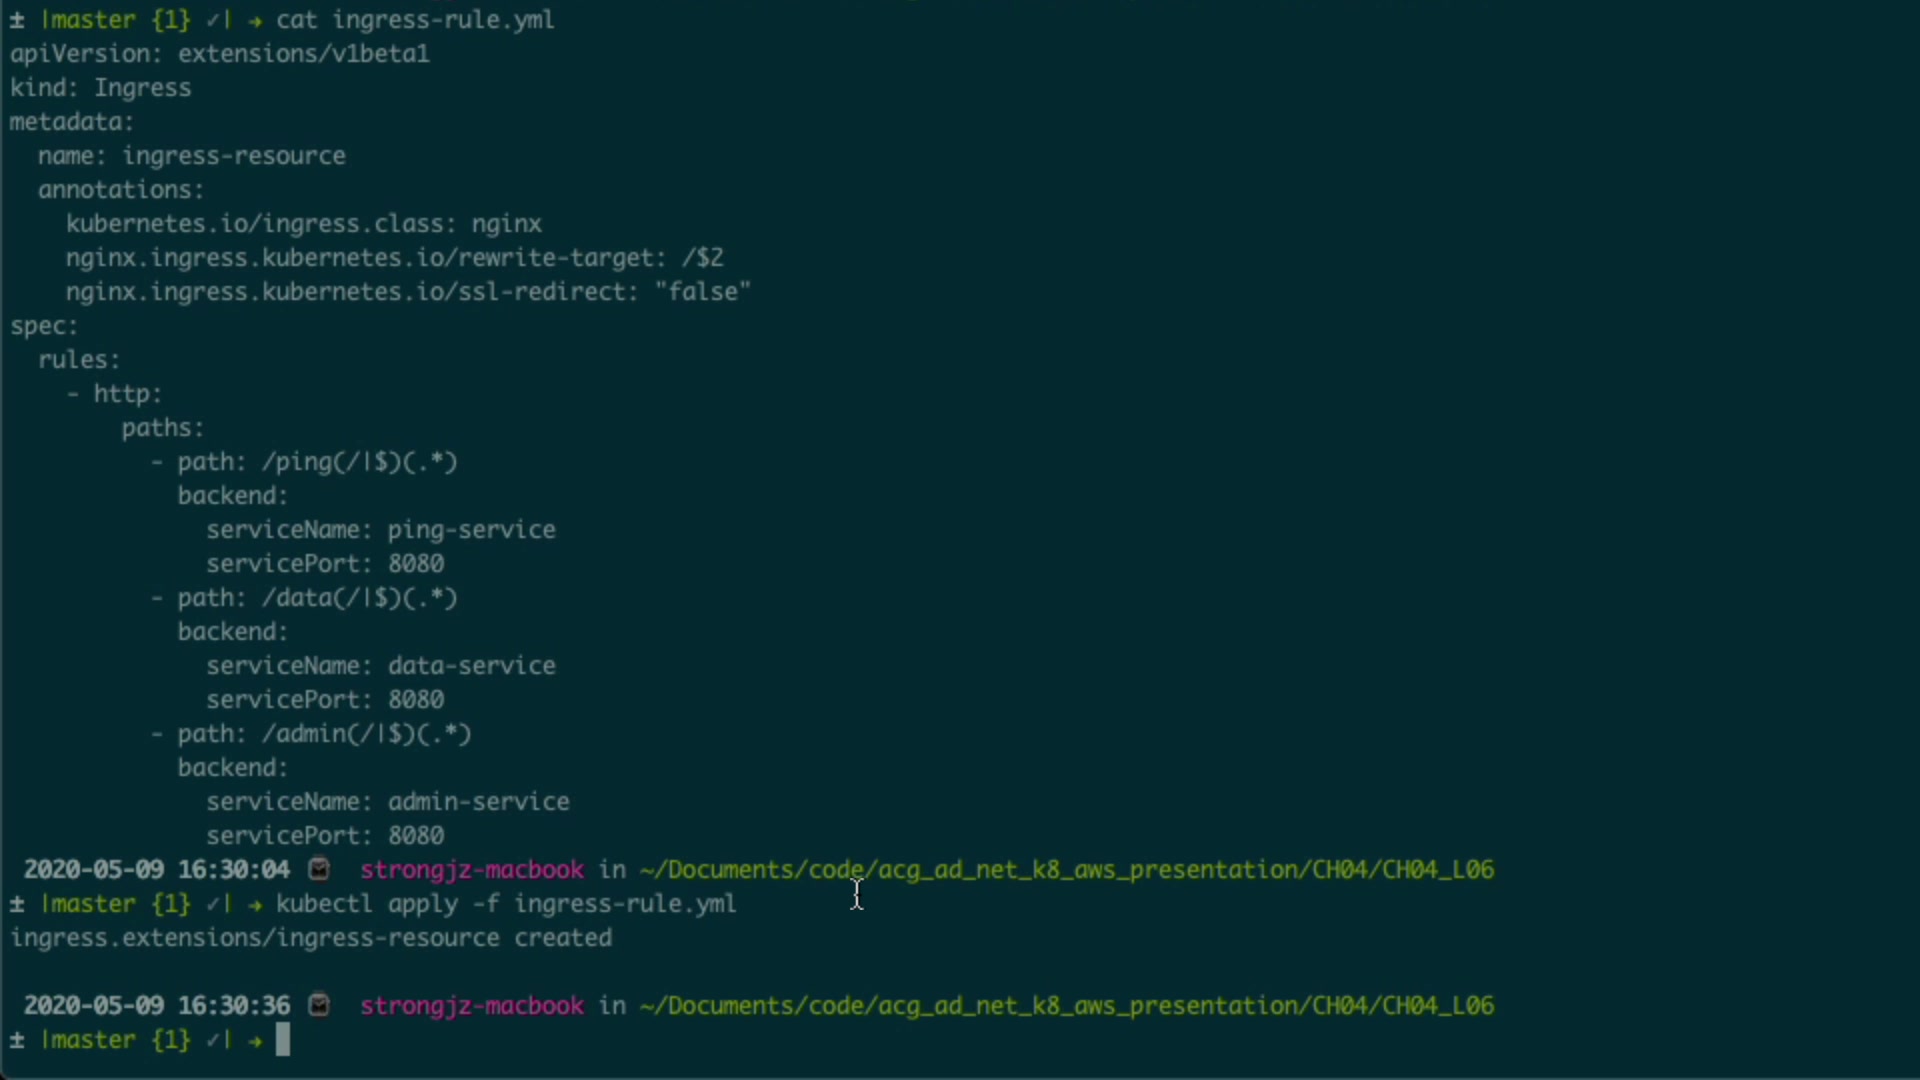 ± |master {1} ✓| → cat ingress-rule.yml
apiVersion: extensions/v1beta1
kind: Ingress
metadata:
  name: ingress-resource
  annotations:
    kubernetes.io/ingress.class: nginx
    nginx.ingress.kubernetes.io/rewrite-target: /$2
    nginx.ingress.kubernetes.io/ssl-redirect: "false"
spec:
  rules:
    - http:
        paths:
          - path: /ping(/|$)(.*)
            backend:
              serviceName: ping-service
              servicePort: 8080
          - path: /data(/|$)(.*)
            backend:
              serviceName: data-service
              servicePort: 8080
          - path: /admin(/|$)(.*)
            backend:
              serviceName: admin-service
              servicePort: 8080
2020-05-09 16:30:04 strongjz-macbook in ~/Documents/code/acg_ad_net_k8_aws_presentation/CH04/CH04_L06
± |master {1} ✓| → kubectl apply -f ingress-rule.yml
ingress.extensions/ingress-resource created
2020-05-09 16:30:36 strongjz-macbook in ~/Documents/code/acg_ad_net_k8_aws_presentation/CH04/CH04_L06
± |master {1} ✓| →